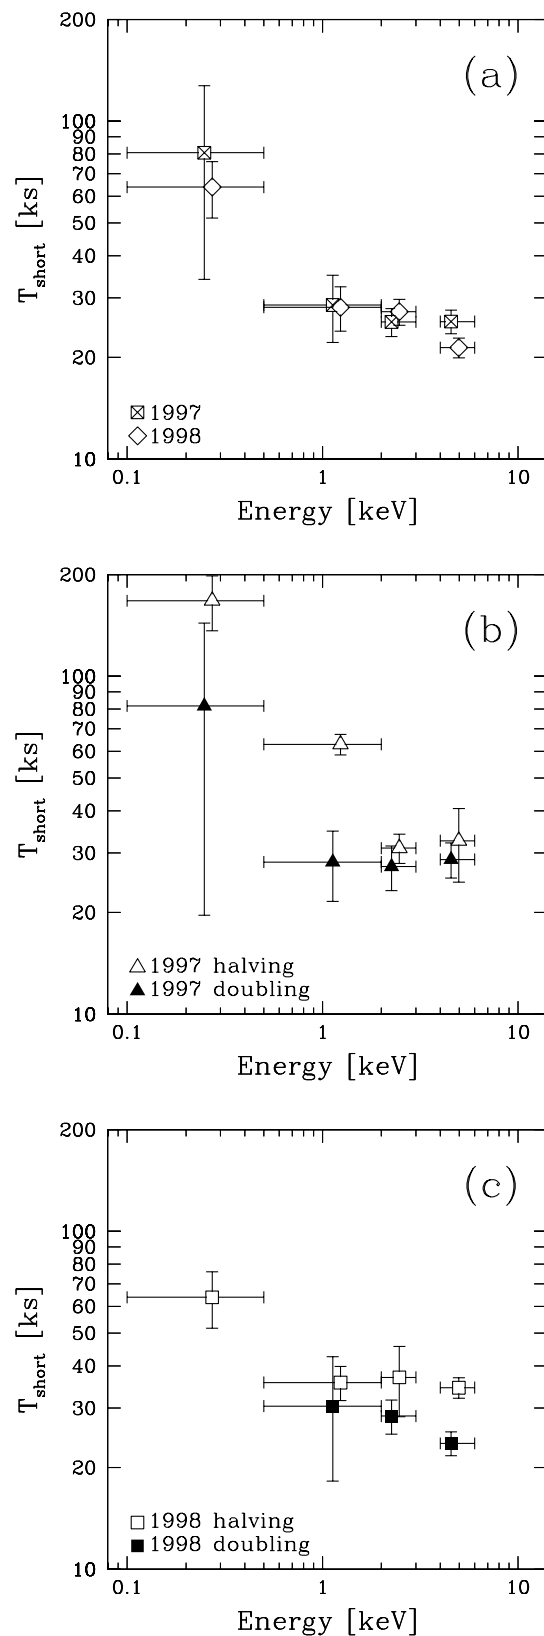 (a)
200
100
90
80
70
60
50
40
30
20
10
T_short [ks]
1997
1998
0.1 1 10
Energy [keV]
(b)
200
100
90
80
70
60
50
40
30
20
10
T_short [ks]
1997 halving
1997 doubling
0.1 1 10
Energy [keV]
(c)
200
100
90
80
70
60
50
40
30
20
10
T_short [ks]
1998 halving
1998 doubling
0.1 1 10
Energy [keV]